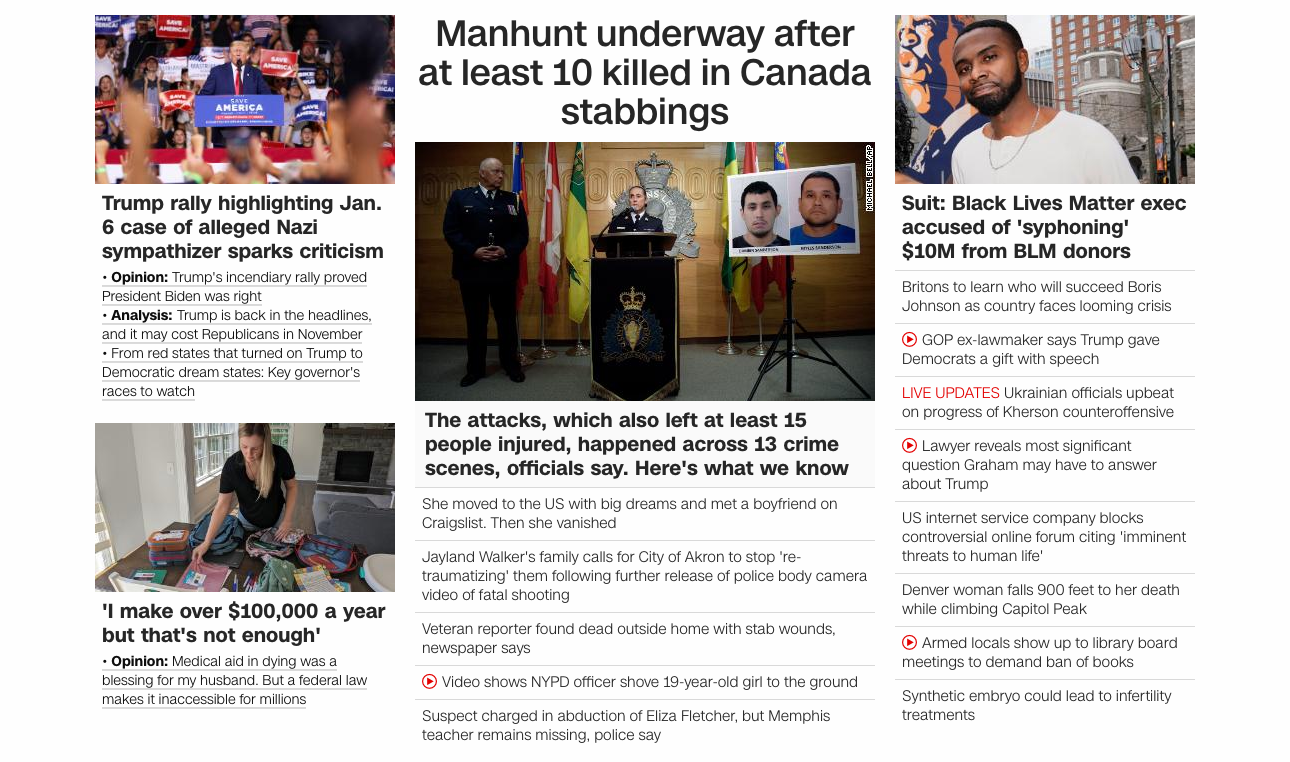 SAVE AMERICA!
SAVE AMERICA!
SAVE AMERICA!
SAVE
AMERICA
Trump rally highlighting Jan.
6 case of alleged Nazi
sympathizer sparks criticism
• Opinion: Trump's incendiary rally proved
President Biden was right
• Analysis: Trump is back in the headlines,
and it may cost Republicans in November
• From red states that turned on Trump to
Democratic dream states: Key governor's
races to watch
'I make over $100,000 a year
but that's not enough'
• Opinion: Medical aid in dying was a
blessing for my husband. But a federal law
makes it inaccessible for millions
Manhunt underway after
at least 10 killed in Canada
stabbings
MICHAEL BELL/AP
DAMIEN SANDERSON
MYLES SANDERSON
The attacks, which also left at least 15
people injured, happened across 13 crime
scenes, officials say. Here's what we know
She moved to the US with big dreams and met a boyfriend on
Craigslist. Then she vanished
Jayland Walker's family calls for City of Akron to stop 're-
traumatizing' them following further release of police body camera
video of fatal shooting
Veteran reporter found dead outside home with stab wounds,
newspaper says
Video shows NYPD officer shove 19-year-old girl to the ground
Suspect charged in abduction of Eliza Fletcher, but Memphis
teacher remains missing, police say
Suit: Black Lives Matter exec
accused of 'syphoning'
$10M from BLM donors
Britons to learn who will succeed Boris
Johnson as country faces looming crisis
GOP ex-lawmaker says Trump gave
Democrats a gift with speech
LIVE UPDATES Ukrainian officials upbeat
on progress of Kherson counteroffensive
Lawyer reveals most significant
question Graham may have to answer
about Trump
US internet service company blocks
controversial online forum citing 'imminent
threats to human life'
Denver woman falls 900 feet to her death
while climbing Capitol Peak
Armed locals show up to library board
meetings to demand ban of books
Synthetic embryo could lead to infertility
treatments